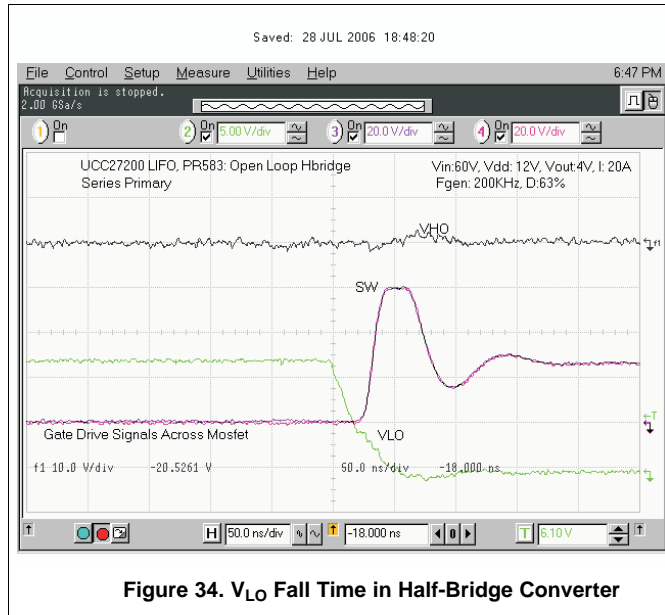 Saved: 28 JUL 2006 18:48:20
File Control Setup Measure Utilities Help 6:47 PM
Acquisition is stopped.
2.00 GSa/s
1 On 2 On 5.00 V/div 3 On 20.0 V/div 4 On 20.0 V/div
UCC27200 LIFO, PR583: Open Loop Hbridge
Series Primary
Vin:60V, Vdd: 12V, Vout:4V, I: 20A
Fgen: 200KHz, D:63%
VHO
f1
SW
T
Gate Drive Signals Across Mosfet
VLO
f1 10.0 V/div -20.5261 V 50.0 ns/div -18.000 ns
H 50.0 ns/div -18.000 ns 0 T 6.10 V
Figure 34. VLO Fall Time in Half-Bridge Converter